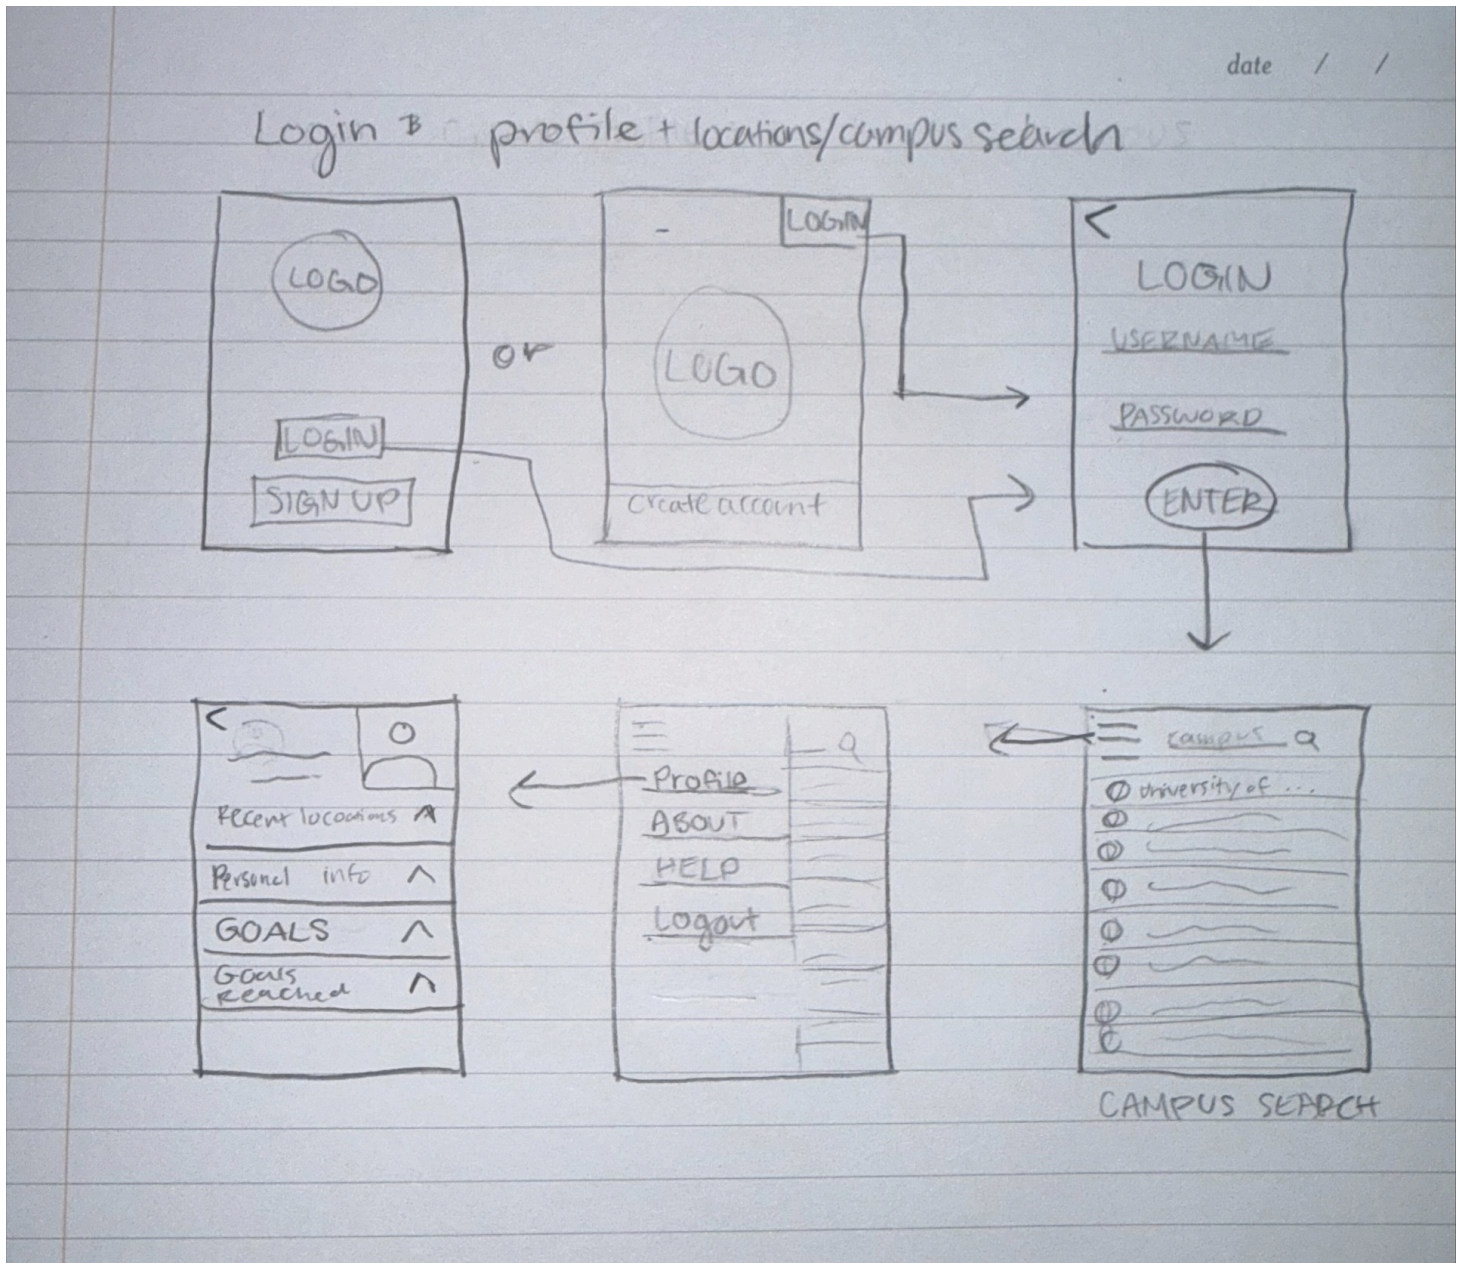 date / /
Login B profile + locations/campus search
LOGO
LOGIN
SIGN UP
or
LOGIN
LOGO
create account
<
LOGIN
USERNAME
PASSWORD
ENTER
<
Recent locations ^
Personal info ^
GOALS ^
Goals
Reached ^
Profile
ABOUT
HELP
Logout
campus
University of ...
CAMPUS SEARCH